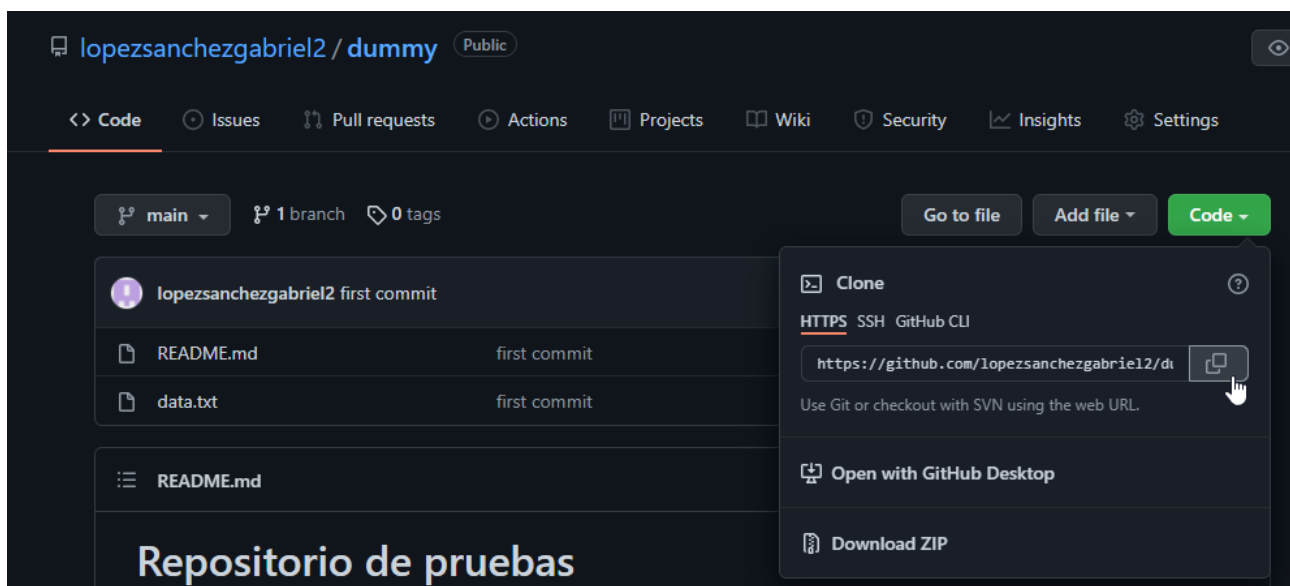 lopezsanchezgabriel2 / dummy Public
Code Issues Pull requests Actions Projects Wiki Security Insights Settings
main 1 branch 0 tags Go to file Add file Code
lopezsanchezgabriel2 first commit
README.md first commit
data.txt first commit
README.md
Repositorio de pruebas
Clone
HTTPS SSH GitHub CLI
https://github.com/lopezsanchezgabriel2/du
Use Git or checkout with SVN using the web URL.
Open with GitHub Desktop
Download ZIP